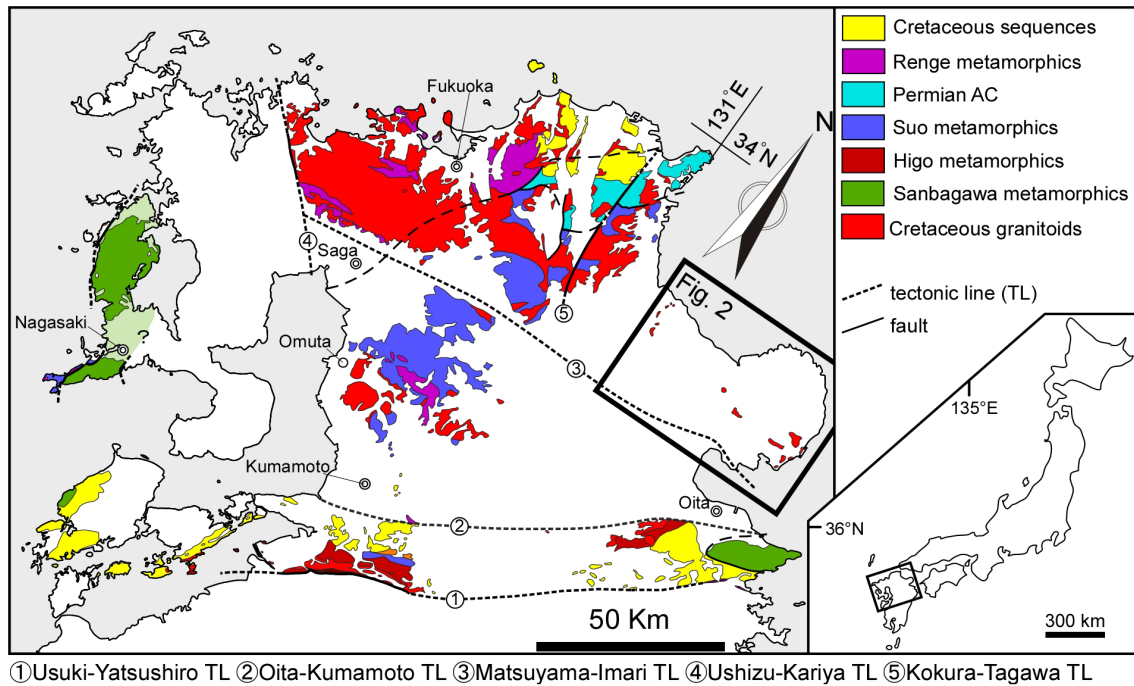 Cretaceous sequences
Renge metamorphics
Permian AC
Suo metamorphics
Higo metamorphics
Sanbagawa metamorphics
Cretaceous granitoids
tectonic line (TL)
fault
131°E
34°N
N
Fukuoka
④
Saga
⑤
Fig. 2
Nagasaki
Omuta
③
Kumamoto
Oita
②
①
50 Km
135°E
36°N
300 km
①Usuki-Yatsushiro TL ②Oita-Kumamoto TL ③Matsuyama-Imari TL ④Ushizu-Kariya TL ⑤Kokura-Tagawa TL